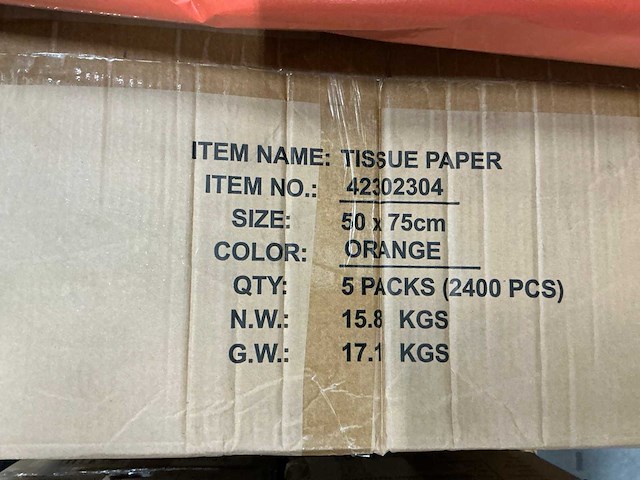 ITEM NAME: TISSUE PAPER
ITEM NO.: 42302304
SIZE: 50 x 75cm
COLOR: ORANGE
QTY: 5 PACKS (2400 PCS)
N.W.: 15.8 KGS
G.W.: 17.1 KGS